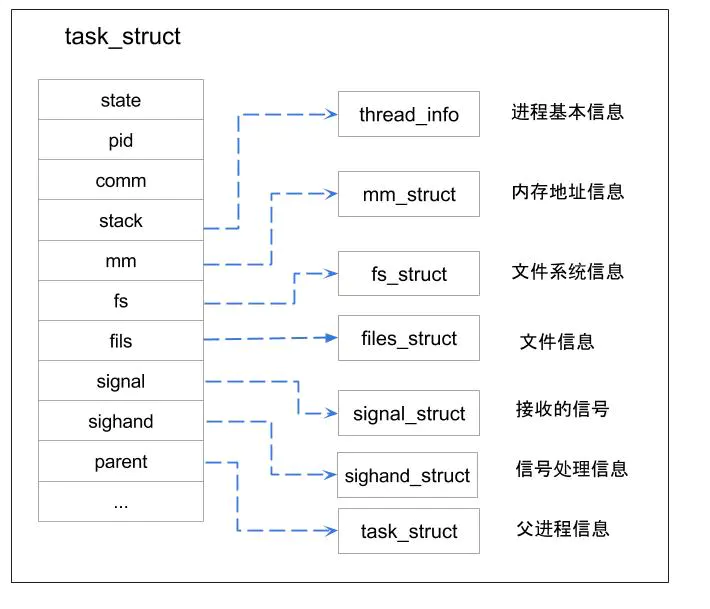 task_struct
state
pid
comm
stack
mm
fs
fils
signal
sighand
parent
...
thread_info 进程基本信息
mm_struct 内存地址信息
fs_struct 文件系统信息
files_struct 文件信息
signal_struct 接收的信号
sighand_struct 信号处理信息
task_struct 父进程信息